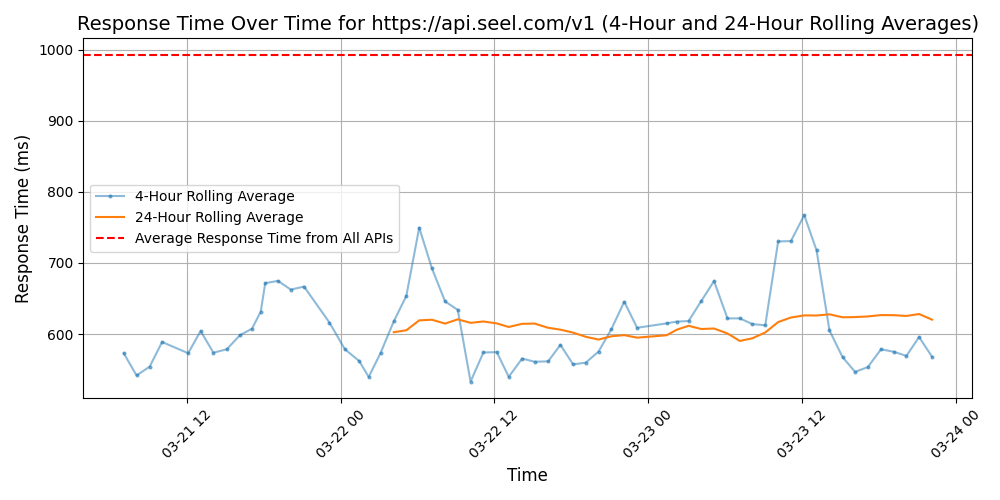 Response Time Over Time for https://api.seel.com/v1 (4-Hour and 24-Hour Rolling Averages)
Response Time (ms)
1000
900
800
700
600
4-Hour Rolling Average
24-Hour Rolling Average
Average Response Time from All APIs
03-21 12
03-22 00
03-22 12
03-23 00
03-23 12
03-24 00
Time